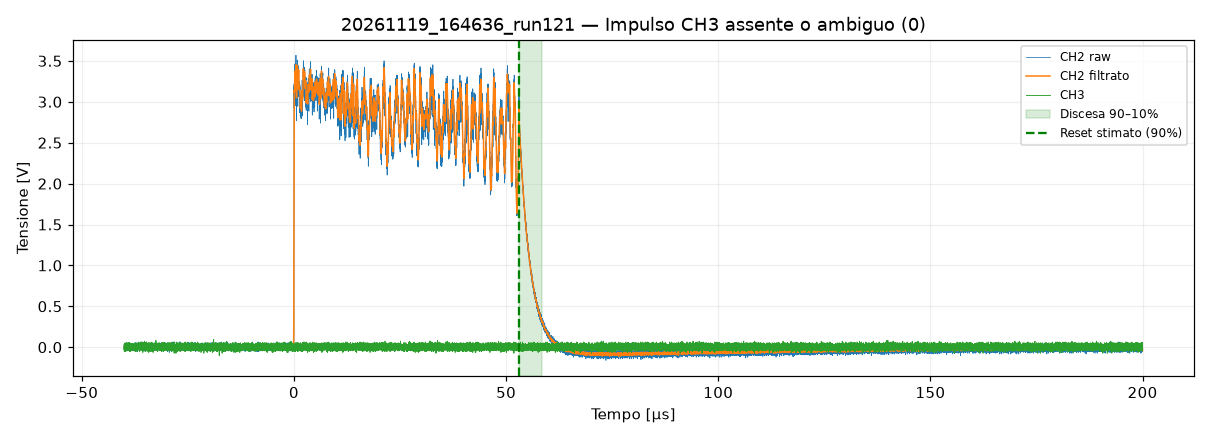 20261119_164636_run121 — Impulso CH3 assente o ambiguo (0)
CH2 raw
CH2 filtrato
CH3
Discesa 90–10%
Reset stimato (90%)
Tensione [V]
3.5
3.0
2.5
2.0
1.5
1.0
0.5
0.0
−50
0
50
100
150
200
Tempo [µs]